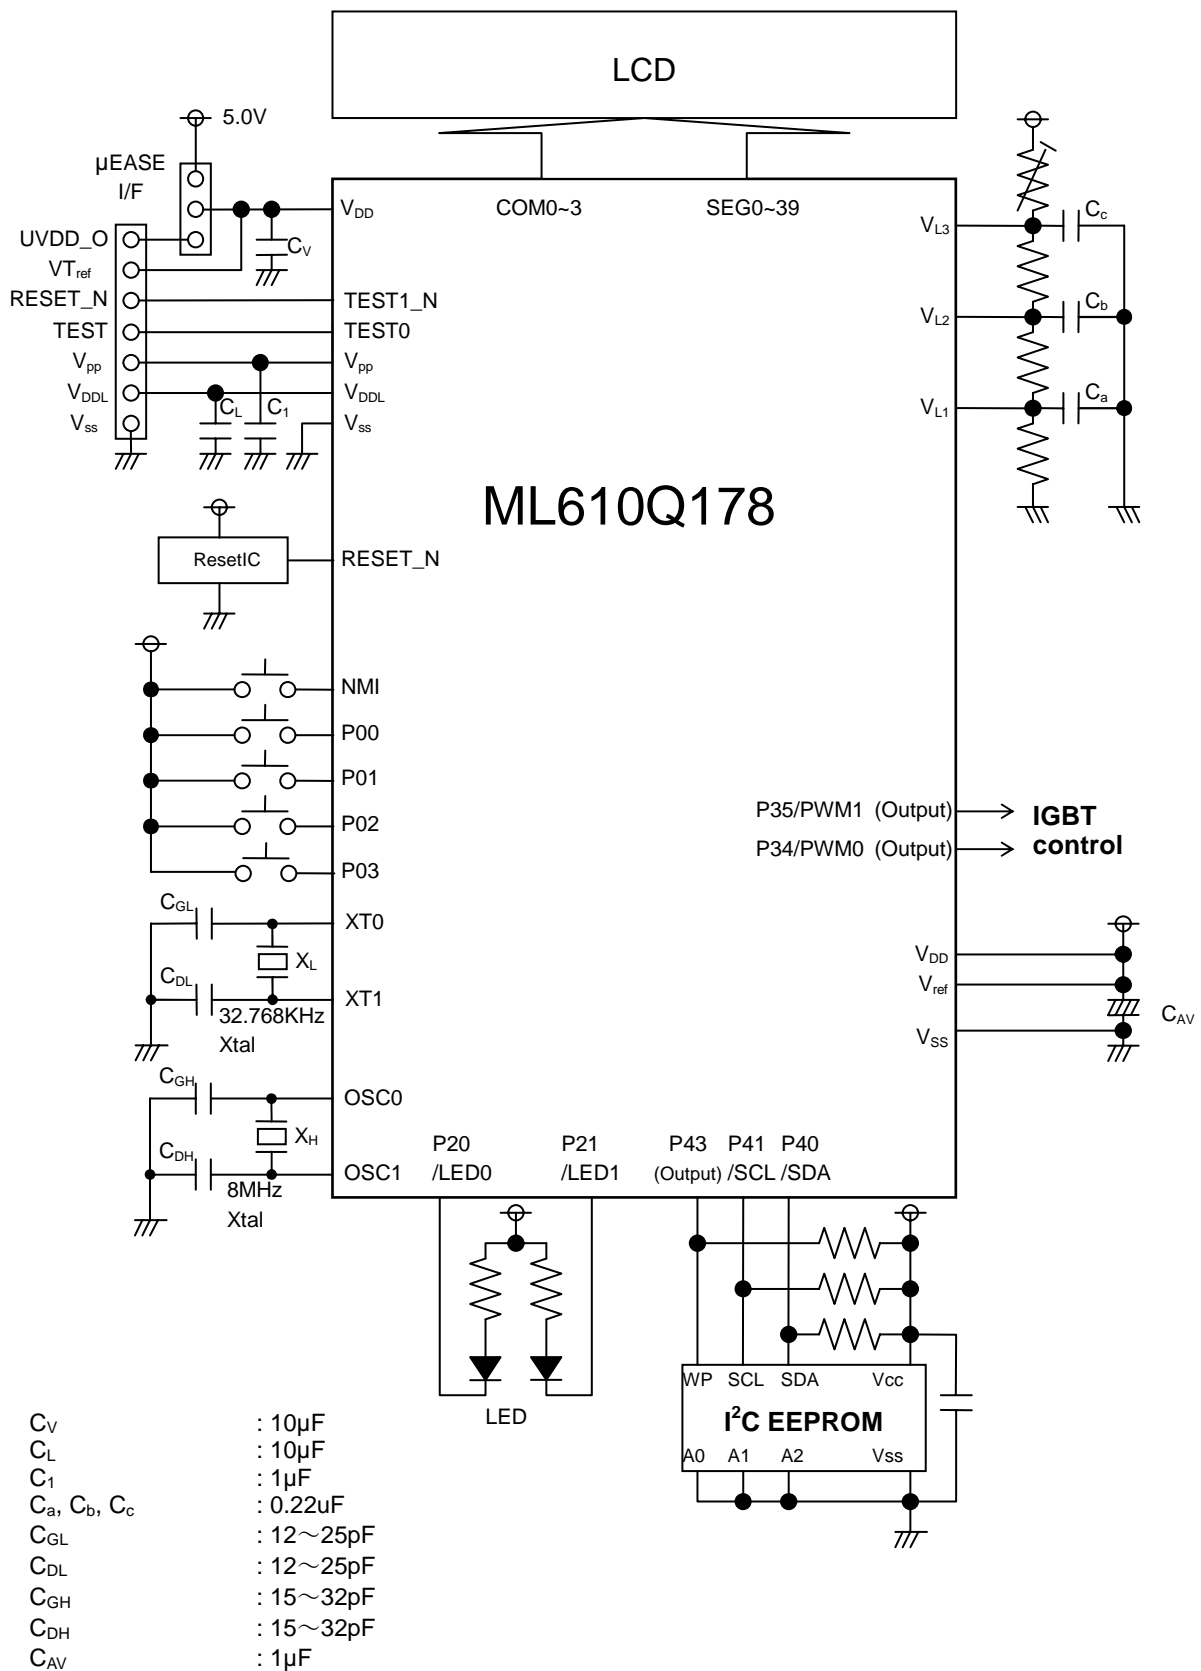 LCD
5.0V
µEASE
I/F
UVDD_O
VTref
RESET_N
TEST
Vpp
VDDL
Vss
CV
CL
C1
VDD
TEST1_N
TEST0
Vpp
VDDL
Vss
COM0~3
SEG0~39
VL3
VL2
VL1
Cc
Cb
Ca
ML610Q178
ResetIC
RESET_N
NMI
P00
P01
P02
P03
P35/PWM1 (Output)
P34/PWM0 (Output)
IGBT
control
CGL
XT0
XL
CDL
XT1
32.768KHz
Xtal
VDD
Vref
VSS
CAV
CGH
OSC0
XH
CDH
OSC1
8MHz
Xtal
P20
/LED0
P21
/LED1
P43
(Output)
P41
/SCL
P40
/SDA
LED
WP SCL SDA Vcc
I²C EEPROM
A0 A1 A2 Vss
CV : 10µF
CL : 10µF
C1 : 1µF
Ca, Cb, Cc : 0.22uF
CGL : 12～25pF
CDL : 12～25pF
CGH : 15～32pF
CDH : 15～32pF
CAV : 1µF